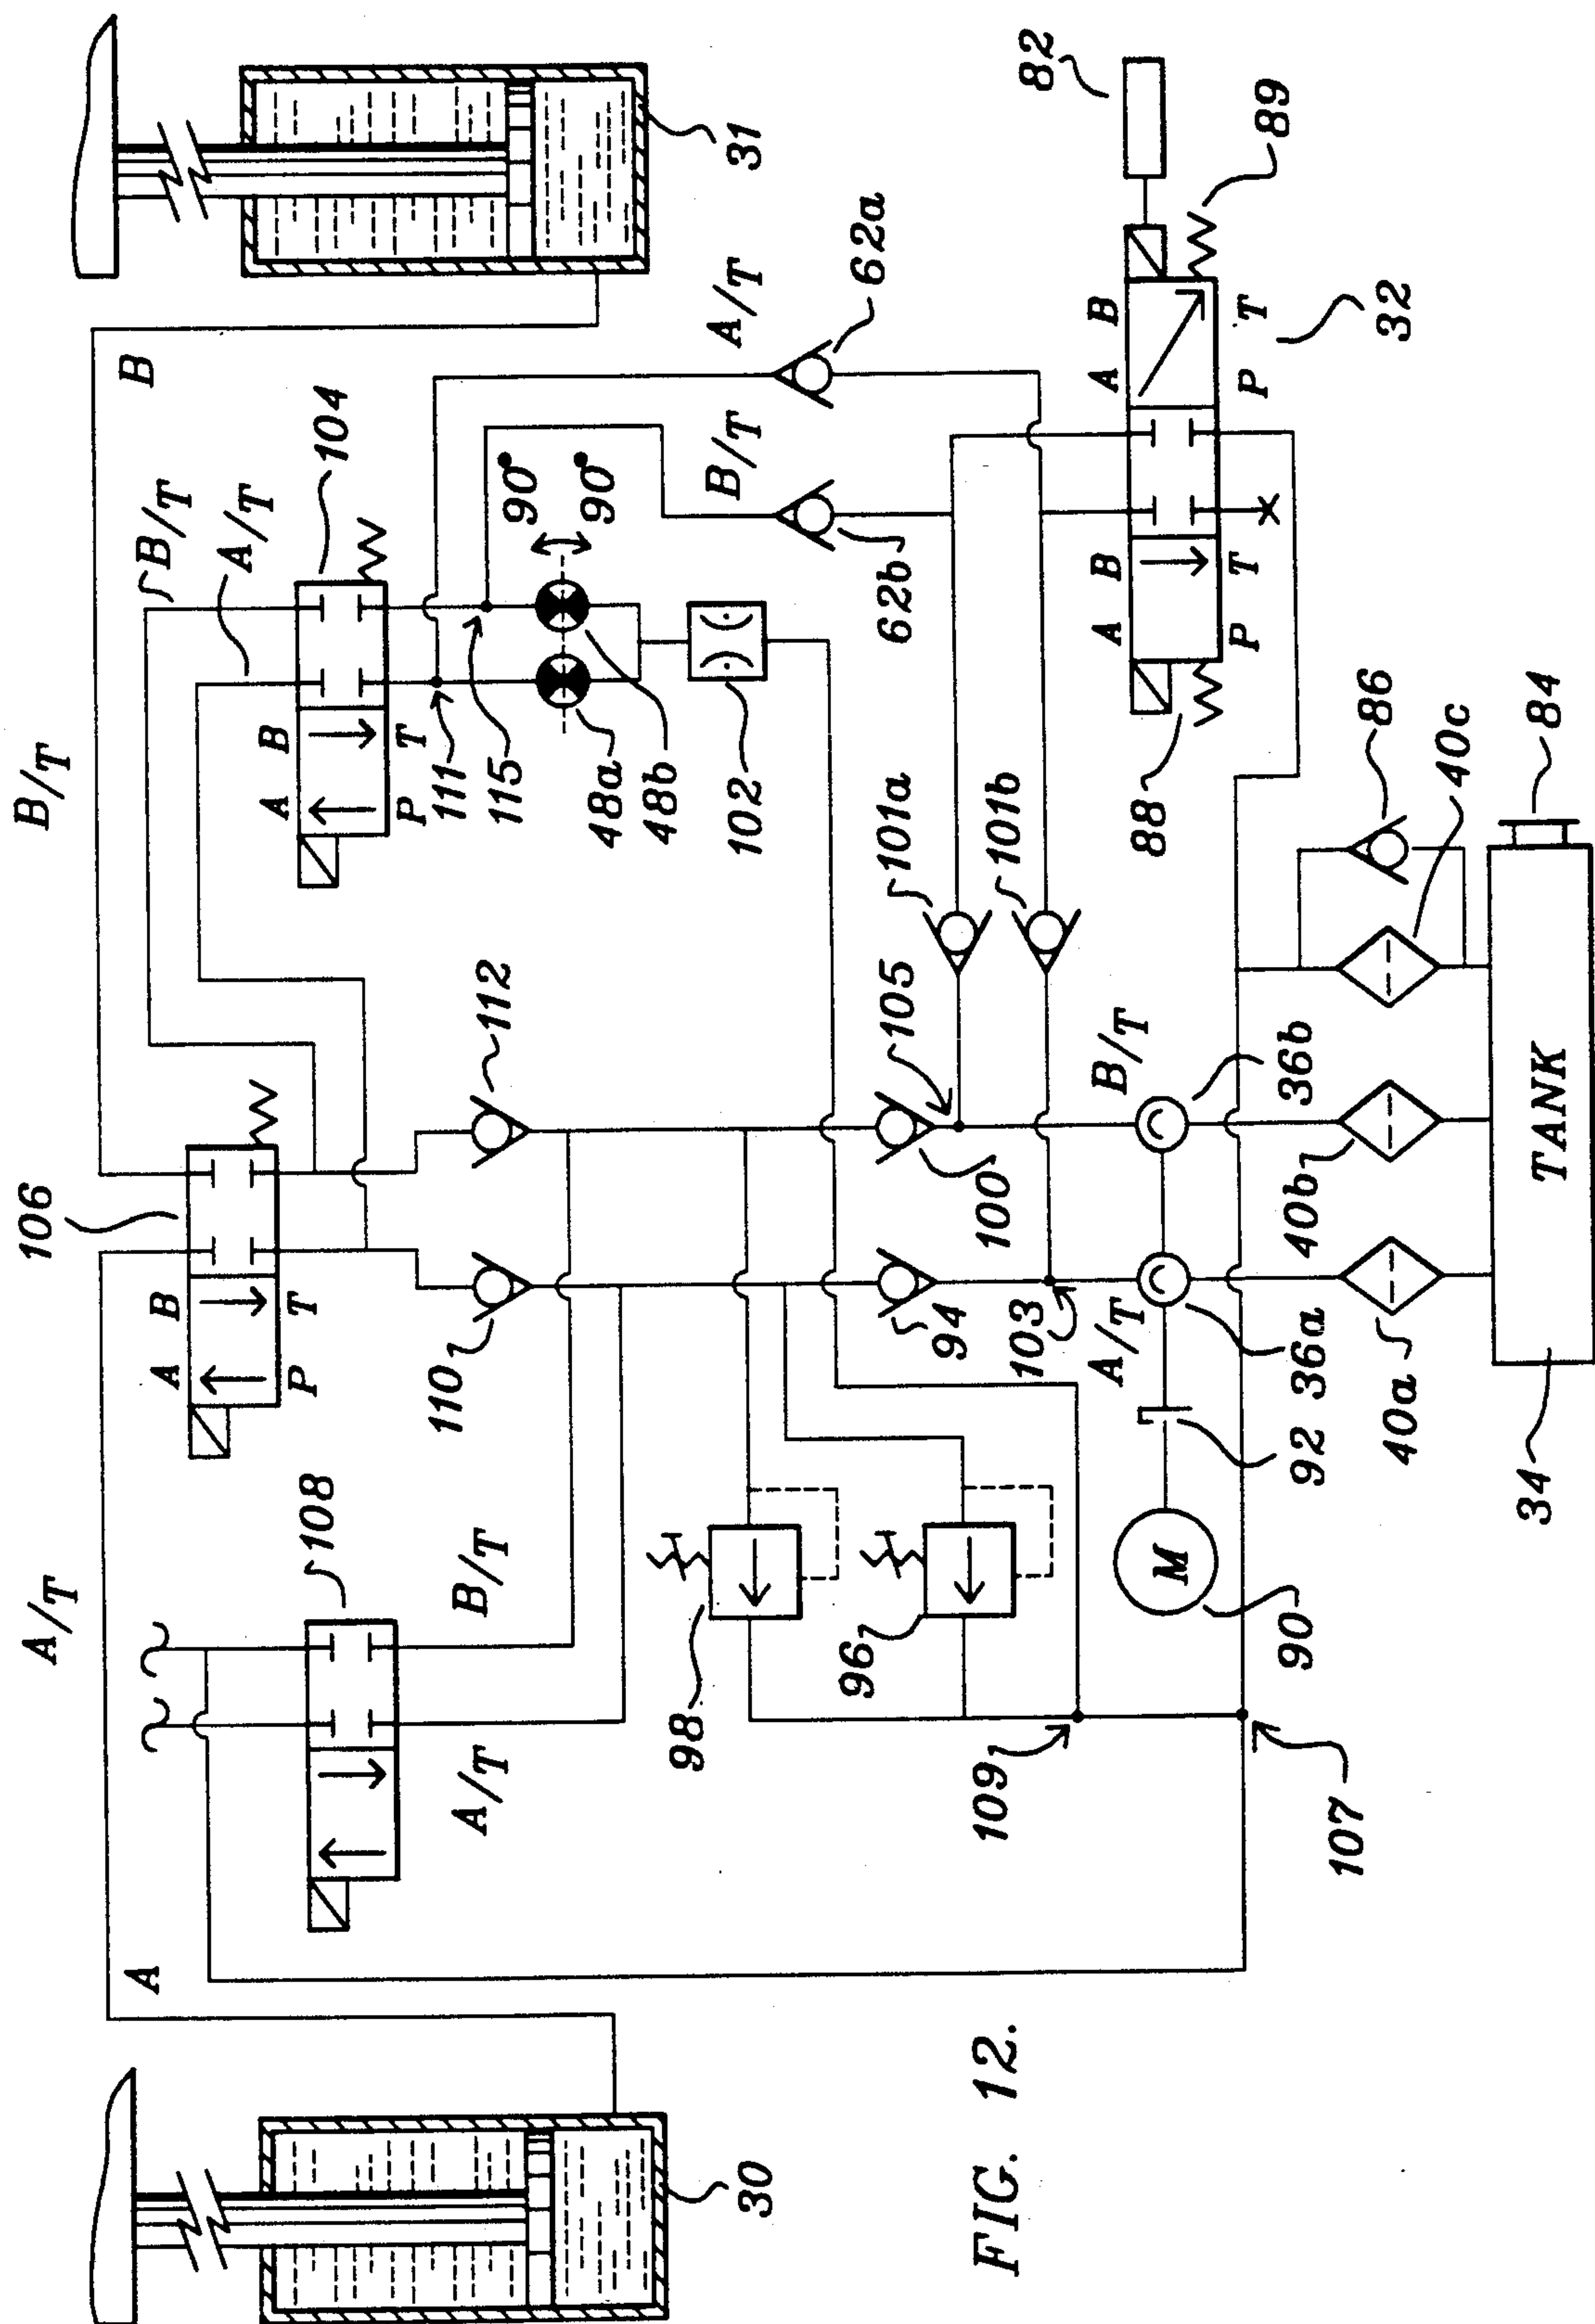 82
89
31
62a
A/T
B
A B
T
P
32
104
B/T
A/T
90°
90°
B/T
62b
A B
T
P
88
86
40c
84
B/T
A B
P T
111
115
48a
48b
102
101a
101b
112
105
B/T
36b
40b
TANK
106
A B
P T
110
100
94
103
A/T
36a
92
40a
34
A/T
108
B/T
A/T
98
96
M
90
109
107
A
30
FIG. 12.